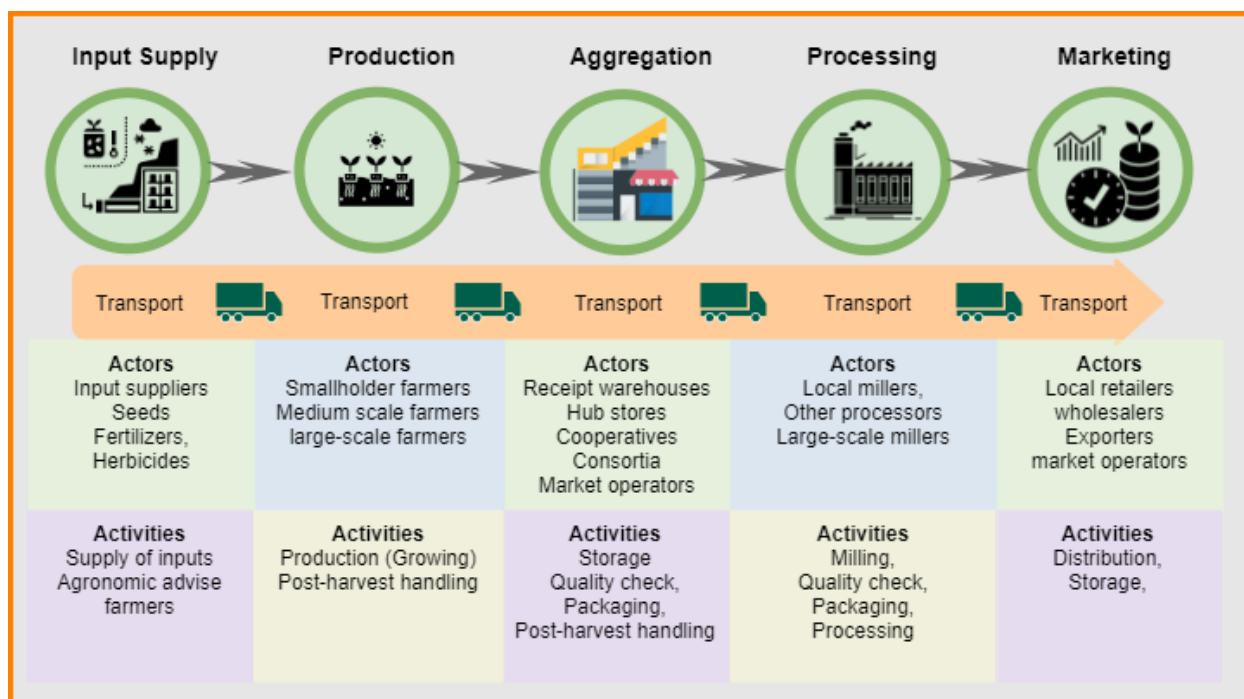 Input Supply
Production
Aggregation
Processing
Marketing
Transport
Transport
Transport
Transport
Transport
Actors
Input suppliers
Seeds
Fertilizers,
Herbicides
Actors
Smallholder farmers
Medium scale farmers
large-scale farmers
Actors
Receipt warehouses
Hub stores
Cooperatives
Consortia
Market operators
Actors
Local millers,
Other processors
Large-scale millers
Actors
Local retailers
wholesalers
Exporters
market operators
Activities
Supply of inputs
Agronomic advise
farmers
Activities
Production (Growing)
Post-harvest handling
Activities
Storage
Quality check,
Packaging,
Post-harvest handling
Activities
Milling,
Quality check,
Packaging,
Processing
Activities
Distribution,
Storage,